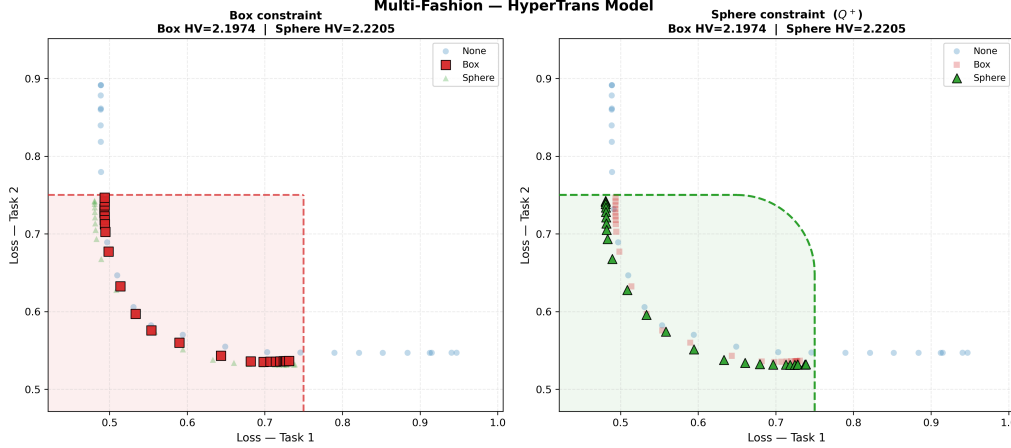 Multi-Fashion — HyperTrans Model
Box constraint
Box HV=2.1974 | Sphere HV=2.2205
None
Box
Sphere
0.9
0.8
0.7
0.6
0.5
Loss — Task 2
0.5
0.6
0.7
0.8
0.9
1.0
Loss — Task 1
Sphere constraint (Q⁺)
Box HV=2.1974 | Sphere HV=2.2205
None
Box
Sphere
0.9
0.8
0.7
0.6
0.5
Loss — Task 2
0.5
0.6
0.7
0.8
0.9
1.0
Loss — Task 1